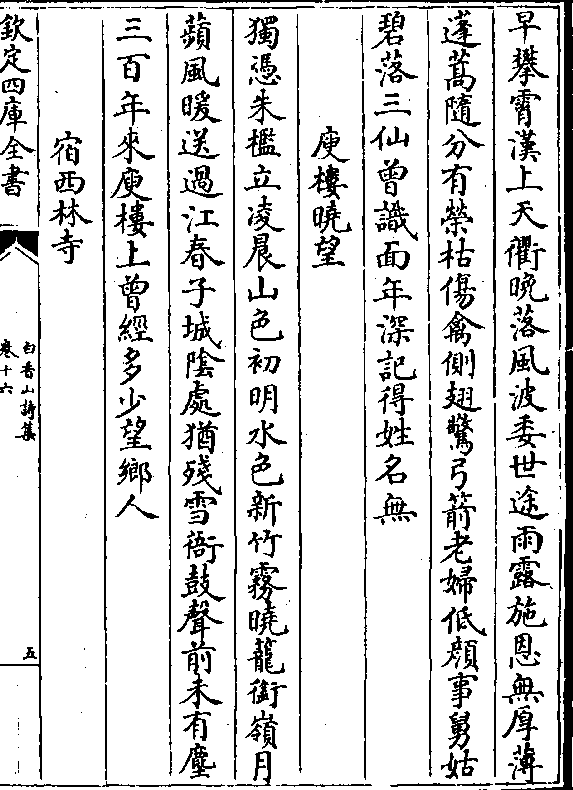 早攀霄漢上天衢晚落風波委世途雨露施恩無厚薄
蓬蒿隨分有榮枯傷禽側翅驚弓箭老婦低顔事舅姑
碧落三仙曾識面年深記得姓名無
庾樓曉望
獨憑朱檻立凌晨山色初明水色新竹霧曉籠銜嶺月
蘋風暖送過江春子城陰處猶殘雪衙鼓聲前未有塵
三百年來庾樓上曾經多少望鄉人
宿西林寺
欽定四庫全書
白香山詩集
卷十六
五